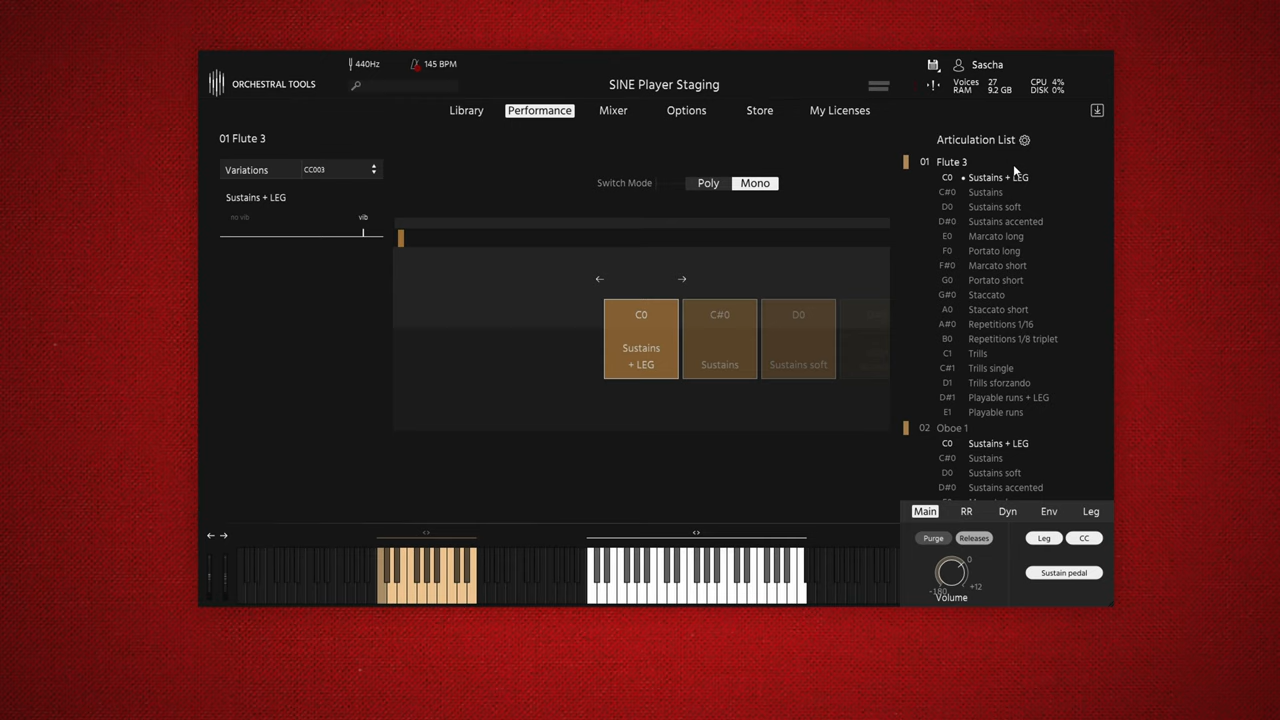 440Hz
145 BPM
Sascha
ORCHESTRAL TOOLS
SINE Player Staging
Voices 27
RAM 9.2 GB
CPU 4%
DISK 0%
Library
Performance
Mixer
Options
Store
My Licenses
01 Flute 3
Variations CC003
Sustains + LEG
no vib vib
Switch Mode Poly Mono
C0
Sustains
+ LEG
C#0
Sustains
D0
Sustains soft
Articulation List
01 Flute 3
C0 • Sustains + LEG
C#0 Sustains
D0 Sustains soft
D#0 Sustains accented
E0 Marcato long
F0 Portato long
F#0 Marcato short
G0 Portato short
G#0 Staccato
A0 Staccato short
A#0 Repetitions 1/16
B0 Repetitions 1/8 triplet
C1 Trills
C#1 Trills single
D1 Trills sforzando
D#1 Playable runs + LEG
E1 Playable runs
02 Oboe 1
C0 Sustains + LEG
C#0 Sustains
D0 Sustains soft
D#0 Sustains accented
Main RR Dyn Env Leg
Purge Releases
Leg CC
0
-180 +12
Volume
Sustain pedal